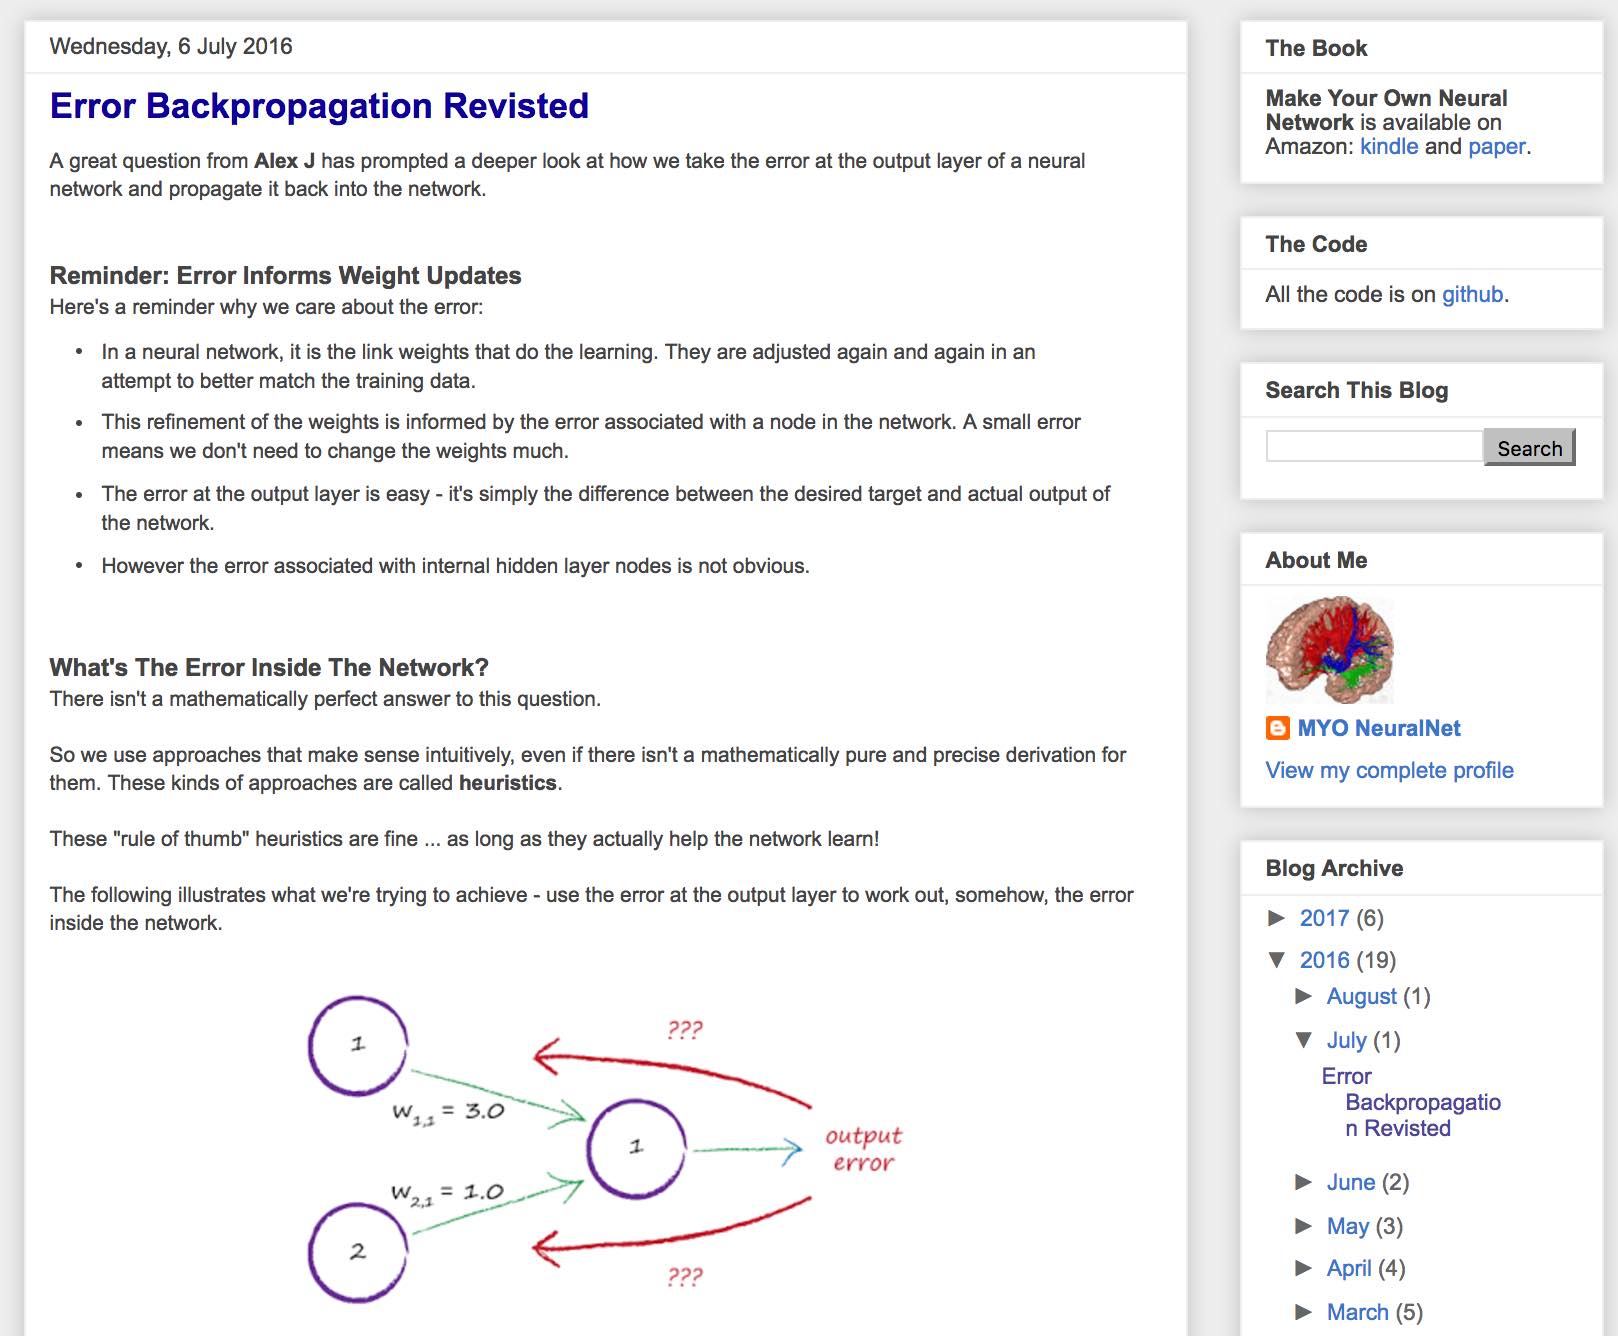 Wednesday, 6 July 2016
Error Backpropagation Revisted
A great question from Alex J has prompted a deeper look at how we take the error at the output layer of a neural
network and propagate it back into the network.
Reminder: Error Informs Weight Updates
Here's a reminder why we care about the error:
• In a neural network, it is the link weights that do the learning. They are adjusted again and again in an
attempt to better match the training data.
• This refinement of the weights is informed by the error associated with a node in the network. A small error
means we don't need to change the weights much.
• The error at the output layer is easy - it's simply the difference between the desired target and actual output of
the network.
• However the error associated with internal hidden layer nodes is not obvious.
What's The Error Inside The Network?
There isn't a mathematically perfect answer to this question.
So we use approaches that make sense intuitively, even if there isn't a mathematically pure and precise derivation for
them. These kinds of approaches are called heuristics.
These "rule of thumb" heuristics are fine ... as long as they actually help the network learn!
The following illustrates what we're trying to achieve - use the error at the output layer to work out, somehow, the error
inside the network.
1
???
w1,1 = 3.0
1
output
error
w2,1 = 1.0
2
???
The Book
Make Your Own Neural
Network is available on
Amazon: kindle and paper.
The Code
All the code is on github.
Search This Blog
Search
About Me
MYO NeuralNet
View my complete profile
Blog Archive
► 2017 (6)
▼ 2016 (19)
► August (1)
▼ July (1)
Error
Backpropagatio
n Revisted
► June (2)
► May (3)
► April (4)
► March (5)